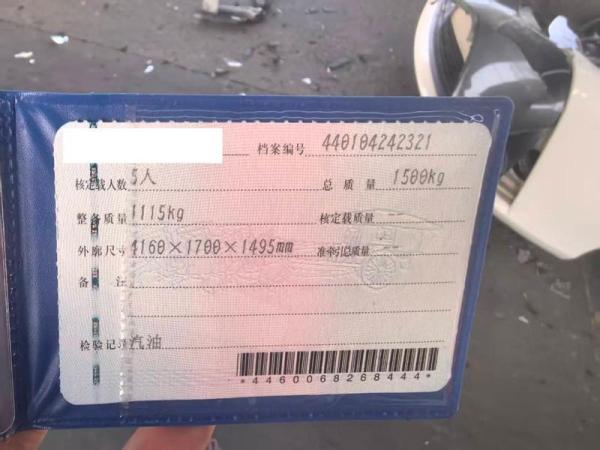 档案编号 440104242321
核定载人数 5人 总质量 1500kg
整备质量 1115kg 核定载质量
外廓尺寸 4160×1700×1495mm 准牵引总质量
备注
检验记录 汽油
*4460068268444*